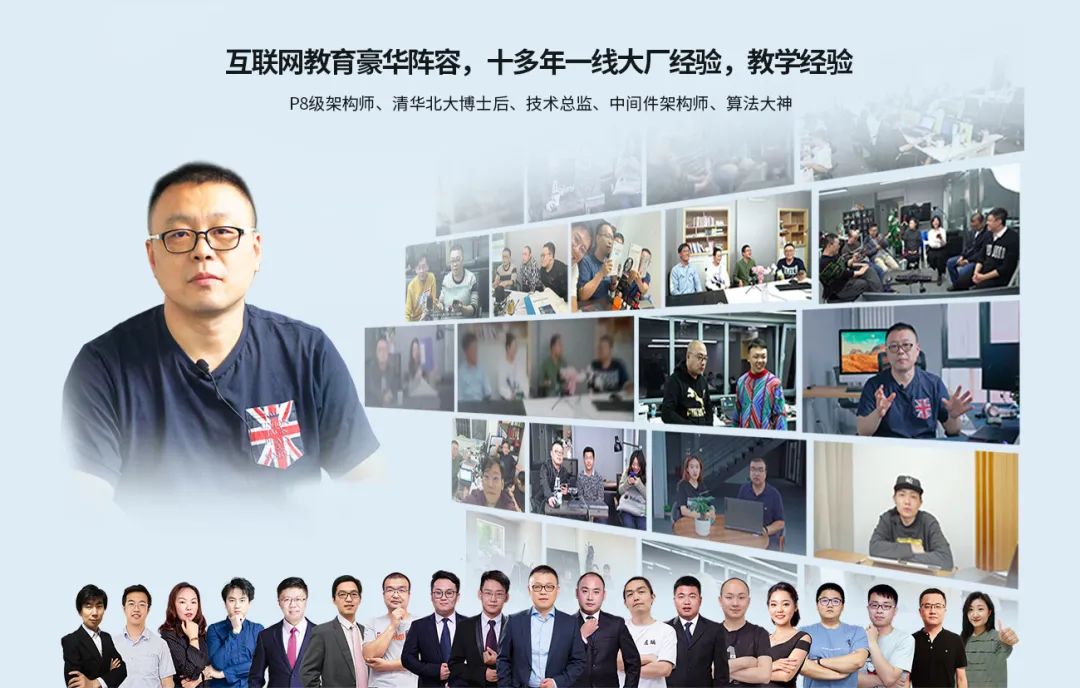 互联网教育豪华阵容，十多年一线大厂经验，教学经验
P8级架构师、清华北大博士后、技术总监、中间件架构师、算法大神